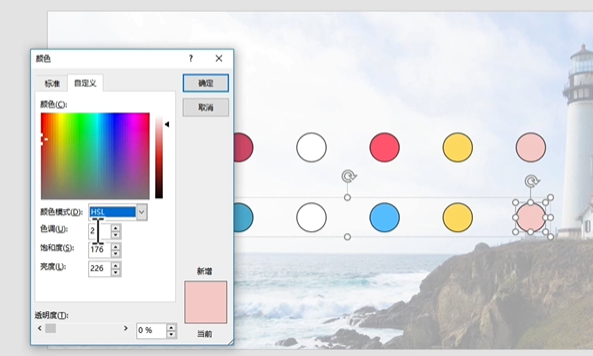 颜色
?
标准 自定义
确定
取消
颜色(C):
颜色模式(D): HSL
色调(U): 2
饱和度(S): 176
亮度(L): 226
新增
透明度(T):
0 %
当前